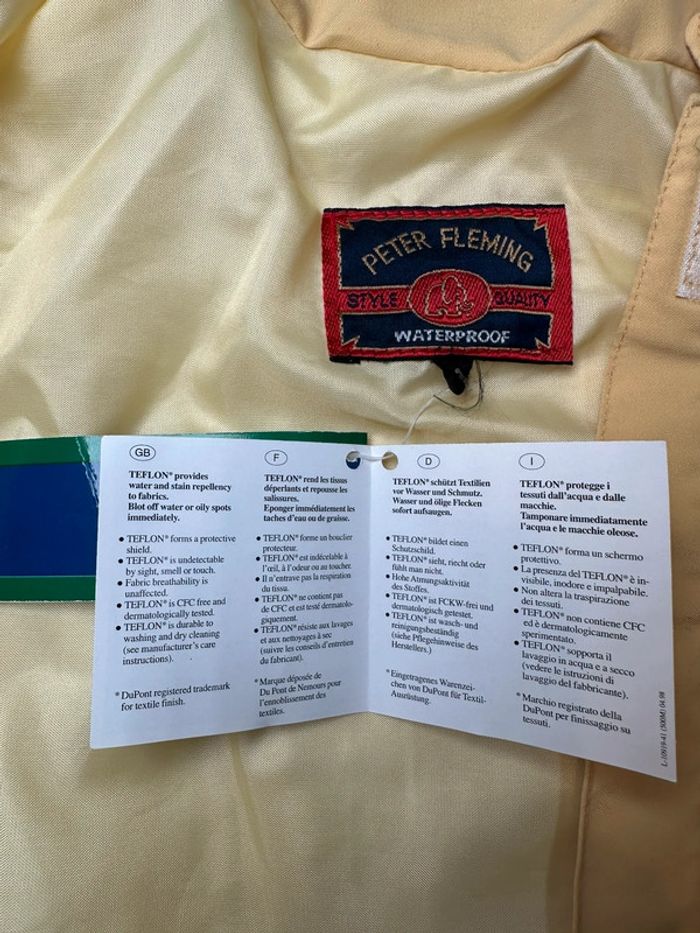 PETER FLEMING
STYLE QUALITY
WATERPROOF
GB
TEFLON® provides
water and stain repellency
to fabrics.
Blot off water or oily spots
immediately.
• TEFLON® forms a protective
shield.
• TEFLON® is undetectable
by sight, smell or touch.
• Fabric breathability is
unaffected.
• TEFLON® is CFC free and
dermatologically tested.
• TEFLON® is durable to
washing and dry cleaning
(see manufacturer's care
instructions).
* DuPont registered trademark
for textile finish.
F
TEFLON® rend les tissus
déperlants et repousse les
salissures.
Eponger immédiatement les
taches d'eau ou de graisse.
• TEFLON® forme un bouclier
protecteur.
• TEFLON® est indécelable à
l'œil, à l'odeur ou au toucher.
• Il n'entrave pas la respiration
du tissu.
• TEFLON® ne contient pas
de CFC et est testé dermatolo-
giquement.
• TEFLON® résiste aux lavages
et aux nettoyages à sec
(suivre les conseils d'entretien
du fabricant).
* Marque déposée de
Du Pont de Nemours pour
l'ennoblissement des
textiles.
D
TEFLON® schützt Textilien
vor Wasser und Schmutz.
Wasser und ölige Flecken
sofort aufsaugen.
• TEFLON® bildet einen
Schutzschild.
• TEFLON® sieht, riecht oder
fühlt man nicht.
• Hohe Atmungsaktivität
des Stoffes.
• TEFLON® ist FCKW-frei und
dermatologisch getestet.
• TEFLON® ist wasch- und
reinigungsbeständig
(siehe Pflegehinweise des
Herstellers.)
* Eingetragenes Warenzei-
chen von DuPont für Textil-
Ausrüstung.
I
TEFLON® protegge i
tessuti dall'acqua e dalle
macchie.
Tamponare immediatamente
l'acqua e le macchie oleose.
• TEFLON® forma un schermo
protettivo.
• La presenza del TEFLON® è in-
visibile, inodore e impalpabile.
• Non altera la traspirazione
dei tessuti.
• TEFLON® non contiene CFC
ed è dermatologicamente
sperimentato.
• TEFLON® sopporta il
lavaggio in acqua e a secco
(vedere le istruzioni di
lavaggio del fabbricante).
* Marchio registrato della
DuPont per finissaggio su
tessuti.
L-10919-41 (500M) 04.98